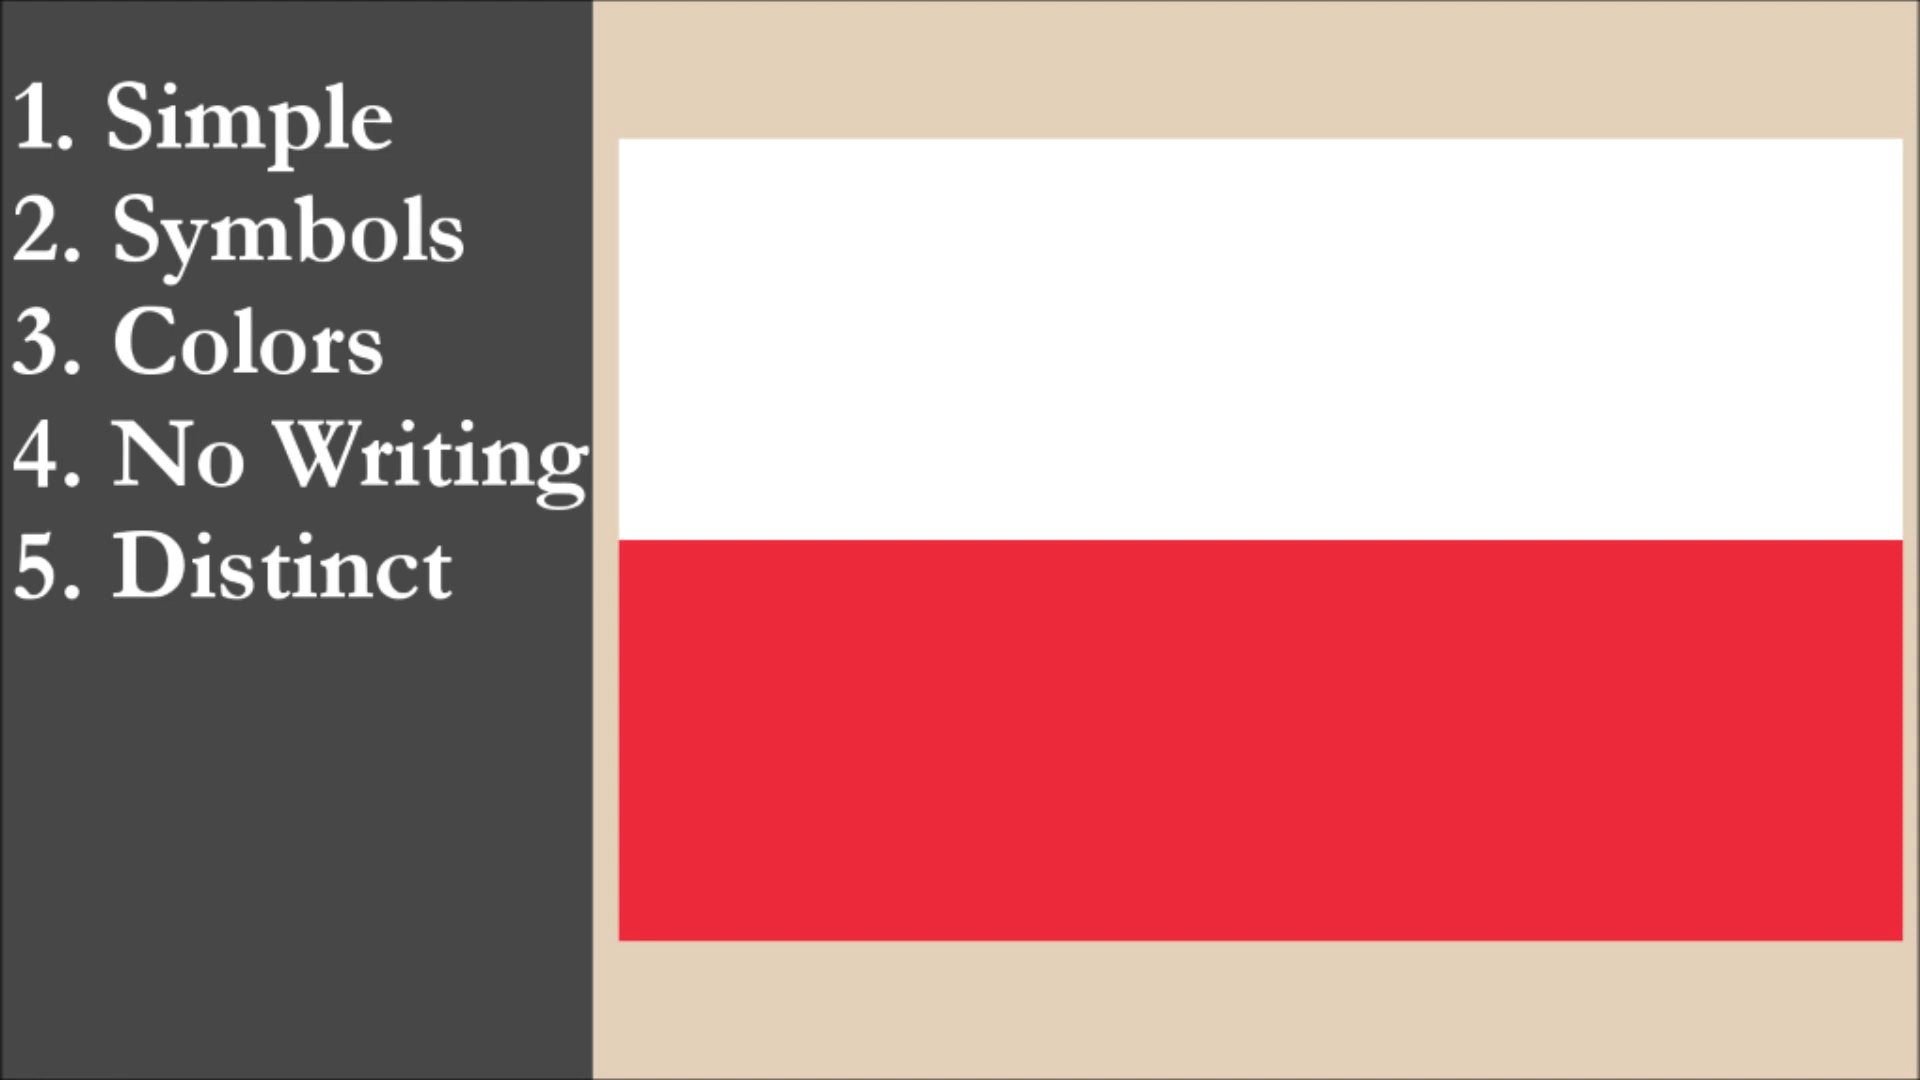 1. Simple
2. Symbols
3. Colors
4. No Writing
5. Distinct